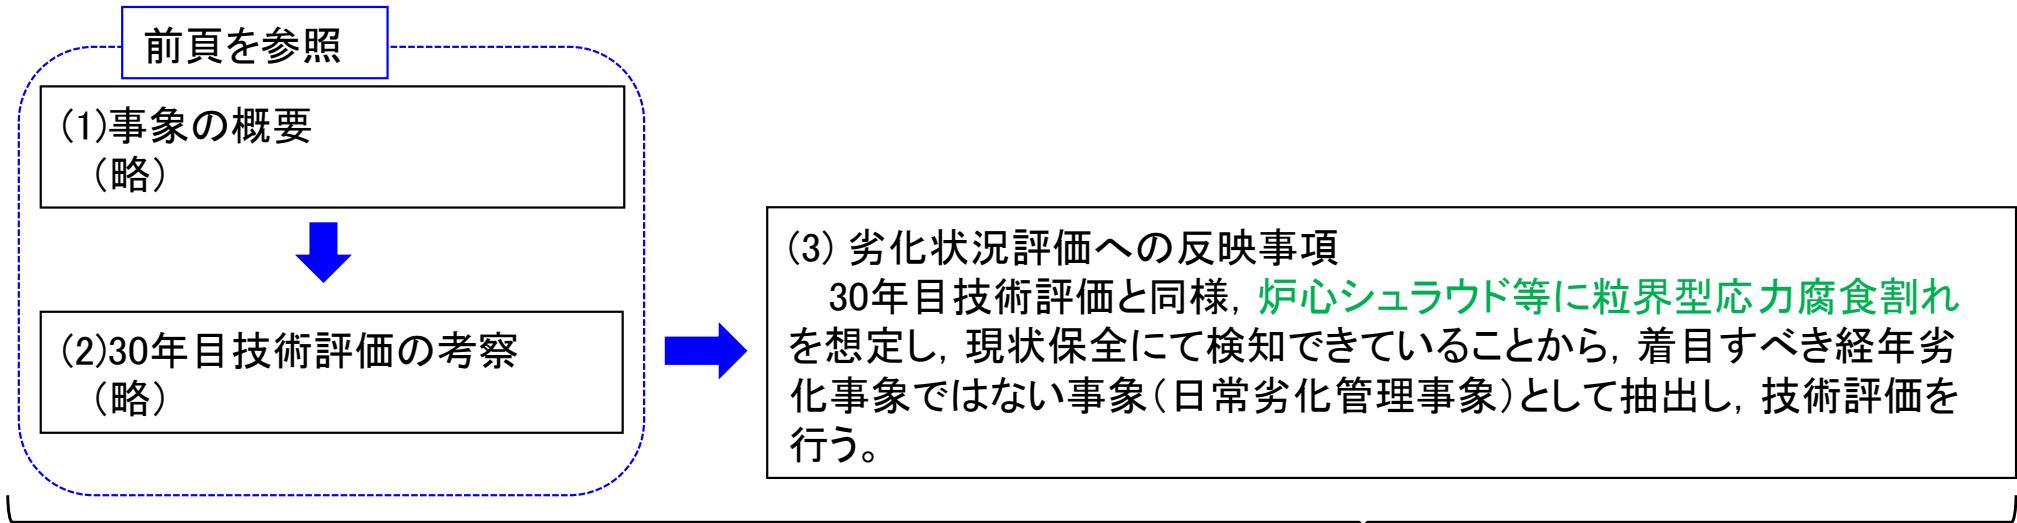 前頁を参照
(1)事象の概要
（略）
(2)30年目技術評価の考察
（略）
(3) 劣化状況評価への反映事項
30年目技術評価と同様，炉心シュラウド等に粒界型応力腐食割れ
を想定し，現状保全にて検知できていることから，着目すべき経年劣
化事象ではない事象（日常劣化管理事象）として抽出し，技術評価を
行う。